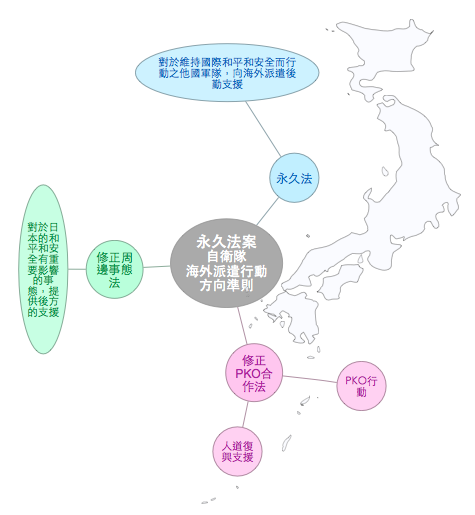 對於維持國際和平和安全而行
動之他國軍隊，向海外派遣後
勤支援
永久法
永久法案
自衛隊
海外派遣行動
方向準則
修正周
邊事態
法
對於日
本的和
平和安
全有重
要影響
的事
態，提
供後方
的支援
修正
PKO合
作法
PKO行
動
人道復
興支援